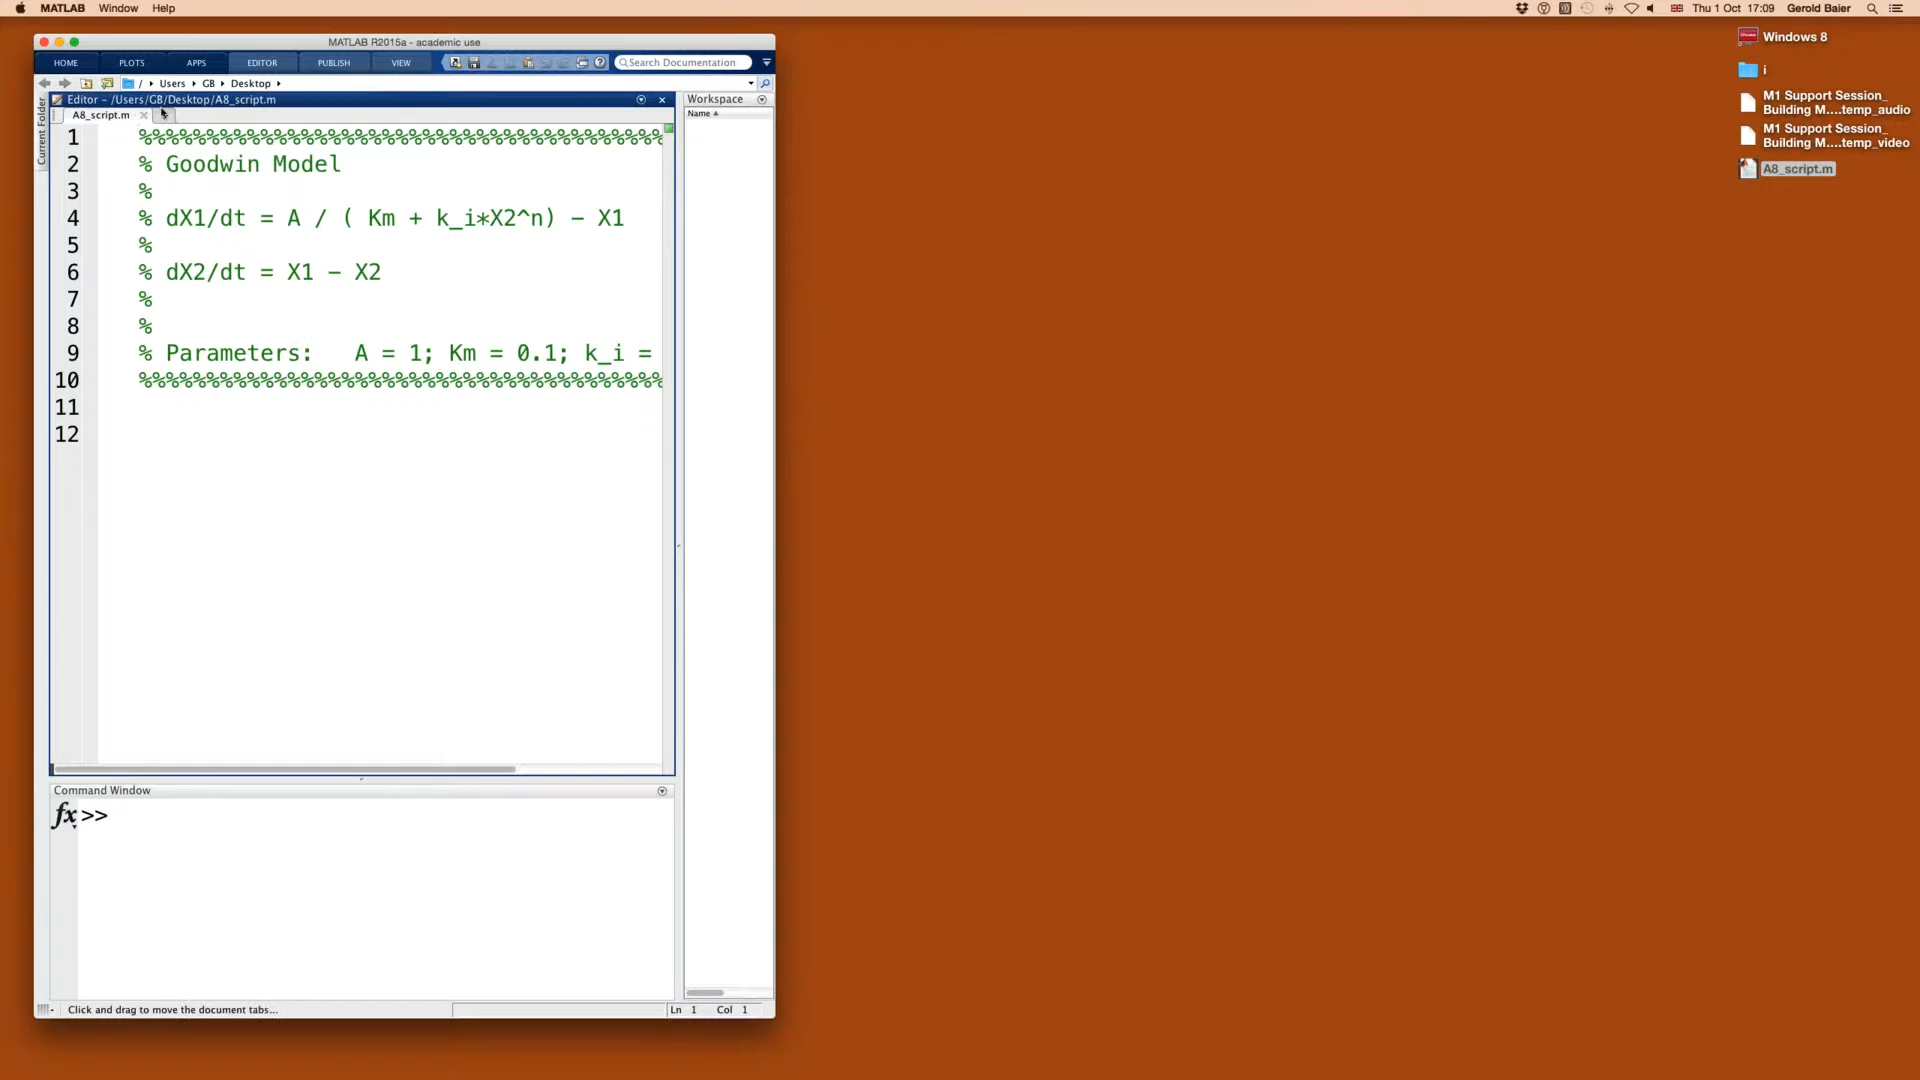 MATLAB Window Help
Thu 1 Oct 17:09 Gerold Baier
MATLAB R2015a - academic use
HOME PLOTS APPS EDITOR PUBLISH VIEW Search Documentation
/ Users GB Desktop
Current Folder
Editor - /Users/GB/Desktop/A8_script.m
A8_script.m
1 %%%%%%%%%%%%%%%%%%%%%%%%%%%%%%%%%%%%%%%
2 % Goodwin Model
3 %
4 % dX1/dt = A / ( Km + k_i*X2^n) - X1
5 %
6 % dX2/dt = X1 - X2
7 %
8 %
9 % Parameters: A = 1; Km = 0.1; k_i =
10 %%%%%%%%%%%%%%%%%%%%%%%%%%%%%%%%%%%%%%%
11
12
Workspace
Name
Command Window
fx >>
Click and drag to move the document tabs...
Ln 1 Col 1
Windows 8
i
M1 Support Session_
Building M....temp_audio
M1 Support Session_
Building M....temp_video
A8_script.m